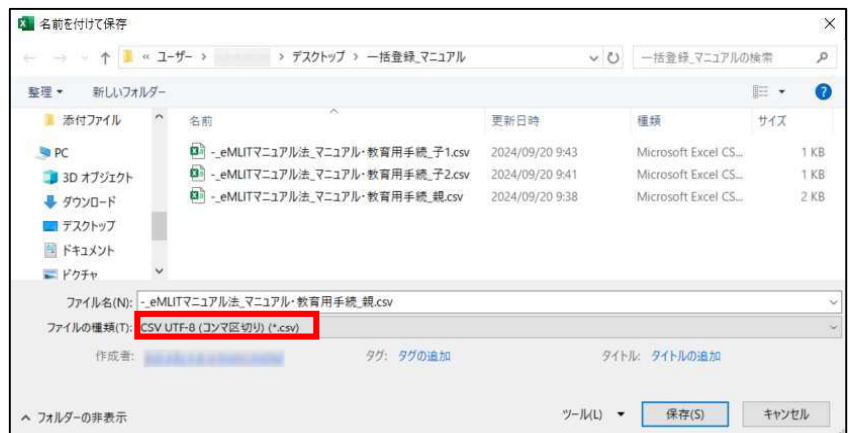 名前を付けて保存
« ユーザー › › デスクトップ › 一括登録_マニュアル
一括登録_マニュアルの検索
整理
新しいフォルダー
添付ファイル
PC
3D オブジェクト
ダウンロード
デスクトップ
ドキュメント
ピクチャ
名前 更新日時 種類 サイズ
-_eMLITマニュアル法_マニュアル・教育用手続_子1.csv 2024/09/20 9:43 Microsoft Excel CS... 1 KB
-_eMLITマニュアル法_マニュアル・教育用手続_子2.csv 2024/09/20 9:41 Microsoft Excel CS... 1 KB
-_eMLITマニュアル法_マニュアル・教育用手続_親.csv 2024/09/20 9:38 Microsoft Excel CS... 2 KB
ファイル名(N): -_eMLITマニュアル法_マニュアル・教育用手続_親.csv
ファイルの種類(T): CSV UTF-8 (コンマ区切り) (*.csv)
作成者: タグ: タグの追加 タイトル: タイトルの追加
フォルダーの非表示 ツール(L) 保存(S) キャンセル